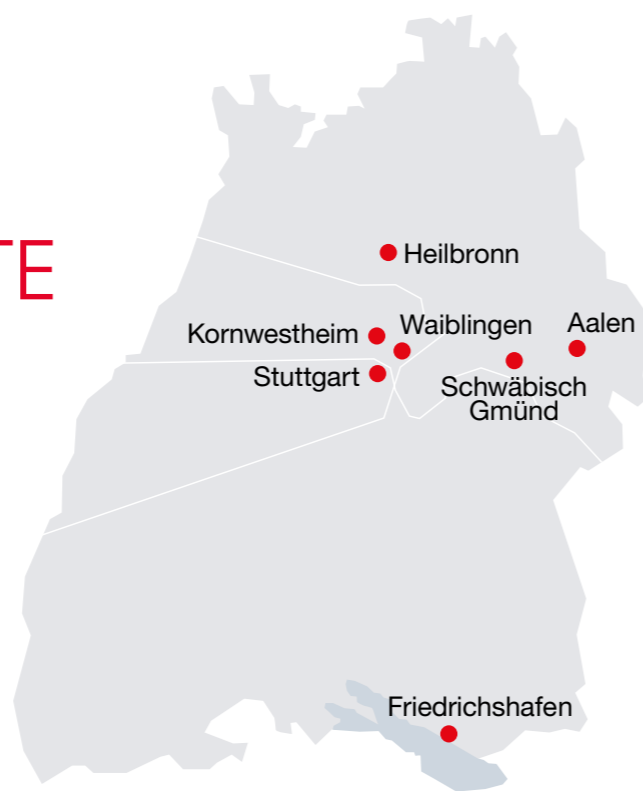 TE
Heilbronn
Kornwestheim
Waiblingen
Aalen
Stuttgart
Schwäbisch
Gmünd
Friedrichshafen